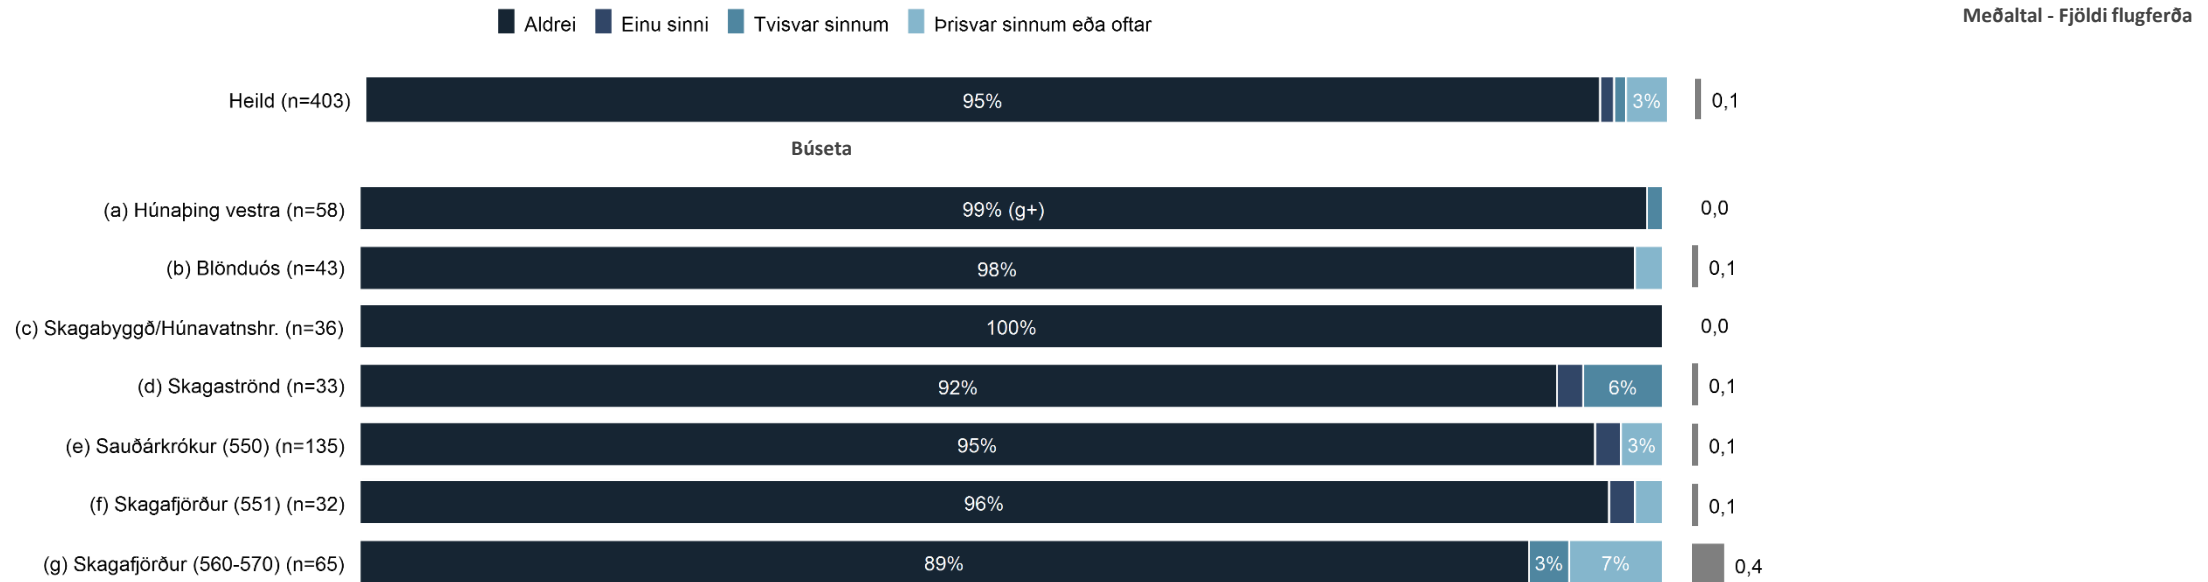 Aldrei Einu sinni Tvisvar sinnum Þrisvar sinnum eða oftar
Meðaltal - Fjöldi flugferða
Heild (n=403) 95% 3% 0,1
Búseta
(a) Húnaþing vestra (n=58) 99% (g+) 0,0
(b) Blönduós (n=43) 98% 0,1
(c) Skagabyggð/Húnavatnshr. (n=36) 100% 0,0
(d) Skagaströnd (n=33) 92% 6% 0,1
(e) Sauðárkrókur (550) (n=135) 95% 3% 0,1
(f) Skagafjörður (551) (n=32) 96% 0,1
(g) Skagafjörður (560-570) (n=65) 89% 3% 7% 0,4